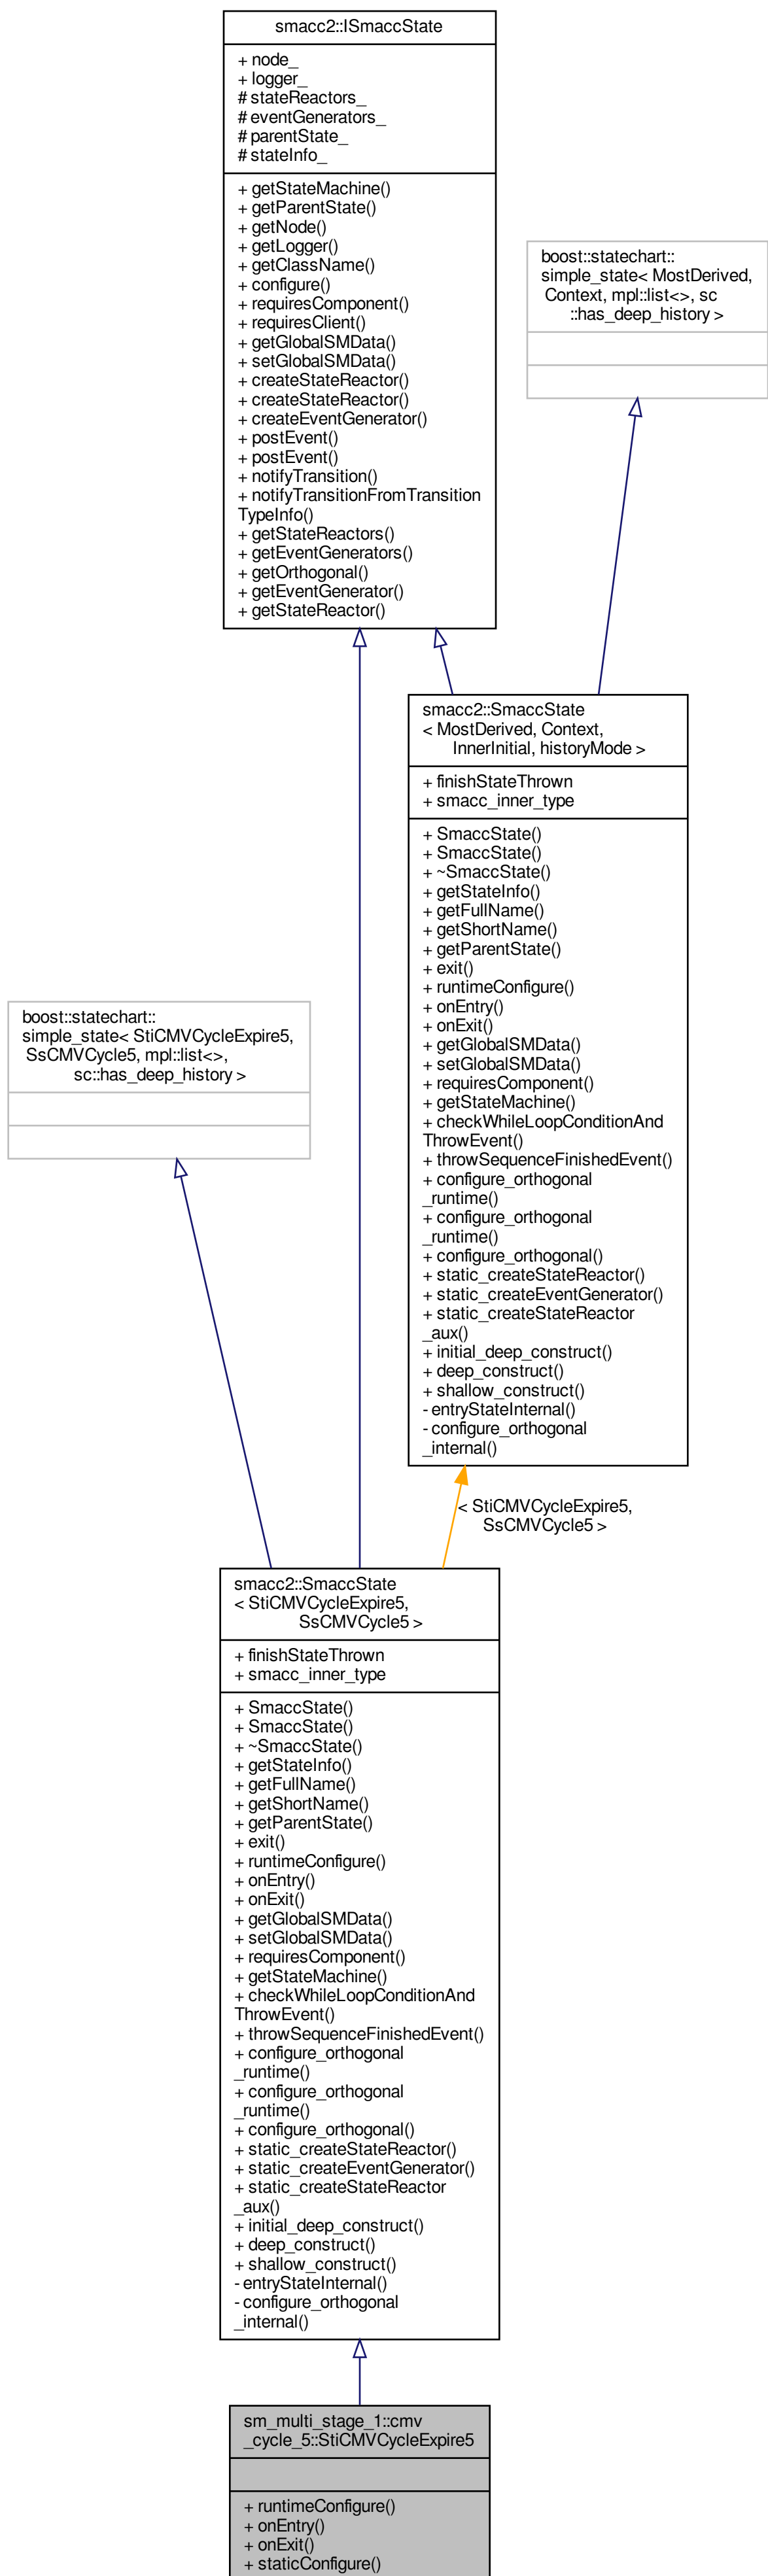 smacc2::ISmaccState
+ node_
+ logger_
# stateReactors_
# eventGenerators_
# parentState_
# stateInfo_
+ getStateMachine()
+ getParentState()
+ getNode()
+ getLogger()
+ getClassName()
+ configure()
+ requiresComponent()
+ requiresClient()
+ getGlobalSMData()
+ setGlobalSMData()
+ createStateReactor()
+ createStateReactor()
+ createEventGenerator()
+ postEvent()
+ postEvent()
+ notifyTransition()
+ notifyTransitionFromTransition
TypeInfo()
+ getStateReactors()
+ getEventGenerators()
+ getOrthogonal()
+ getEventGenerator()
+ getStateReactor()
boost::statechart::
simple_state< MostDerived,
Context, mpl::list<>, sc
::has_deep_history >
smacc2::SmaccState
< MostDerived, Context,
InnerInitial, historyMode >
+ finishStateThrown
+ smacc_inner_type
+ SmaccState()
+ SmaccState()
+ ~SmaccState()
+ getStateInfo()
+ getFullName()
+ getShortName()
+ getParentState()
+ exit()
+ runtimeConfigure()
+ onEntry()
+ onExit()
+ getGlobalSMData()
+ setGlobalSMData()
+ requiresComponent()
+ getStateMachine()
+ checkWhileLoopConditionAnd
ThrowEvent()
+ throwSequenceFinishedEvent()
+ configure_orthogonal
_runtime()
+ configure_orthogonal
_runtime()
+ configure_orthogonal()
+ static_createStateReactor()
+ static_createEventGenerator()
+ static_createStateReactor
_aux()
+ initial_deep_construct()
+ deep_construct()
+ shallow_construct()
- entryStateInternal()
- configure_orthogonal
_internal()
boost::statechart::
simple_state< StiCMVCycleExpire5,
SsCMVCycle5, mpl::list<>,
sc::has_deep_history >
< StiCMVCycleExpire5,
SsCMVCycle5 >
smacc2::SmaccState
< StiCMVCycleExpire5,
SsCMVCycle5 >
+ finishStateThrown
+ smacc_inner_type
+ SmaccState()
+ SmaccState()
+ ~SmaccState()
+ getStateInfo()
+ getFullName()
+ getShortName()
+ getParentState()
+ exit()
+ runtimeConfigure()
+ onEntry()
+ onExit()
+ getGlobalSMData()
+ setGlobalSMData()
+ requiresComponent()
+ getStateMachine()
+ checkWhileLoopConditionAnd
ThrowEvent()
+ throwSequenceFinishedEvent()
+ configure_orthogonal
_runtime()
+ configure_orthogonal
_runtime()
+ configure_orthogonal()
+ static_createStateReactor()
+ static_createEventGenerator()
+ static_createStateReactor
_aux()
+ initial_deep_construct()
+ deep_construct()
+ shallow_construct()
- entryStateInternal()
- configure_orthogonal
_internal()
sm_multi_stage_1::cmv
_cycle_5::StiCMVCycleExpire5
+ runtimeConfigure()
+ onEntry()
+ onExit()
+ staticConfigure()